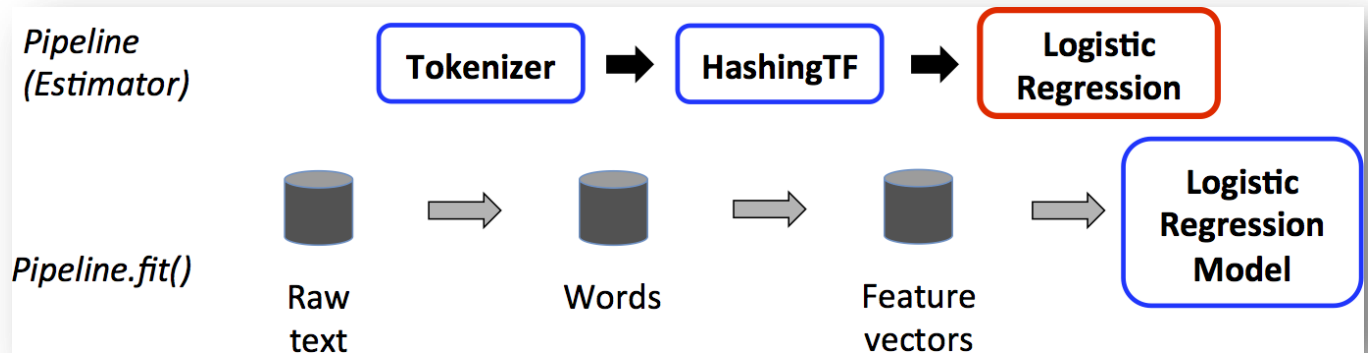 Pipeline
(Estimator)
Tokenizer
HashingTF
Logistic
Regression
Pipeline.fit()
Raw
text
Words
Feature
vectors
Logistic
Regression
Model